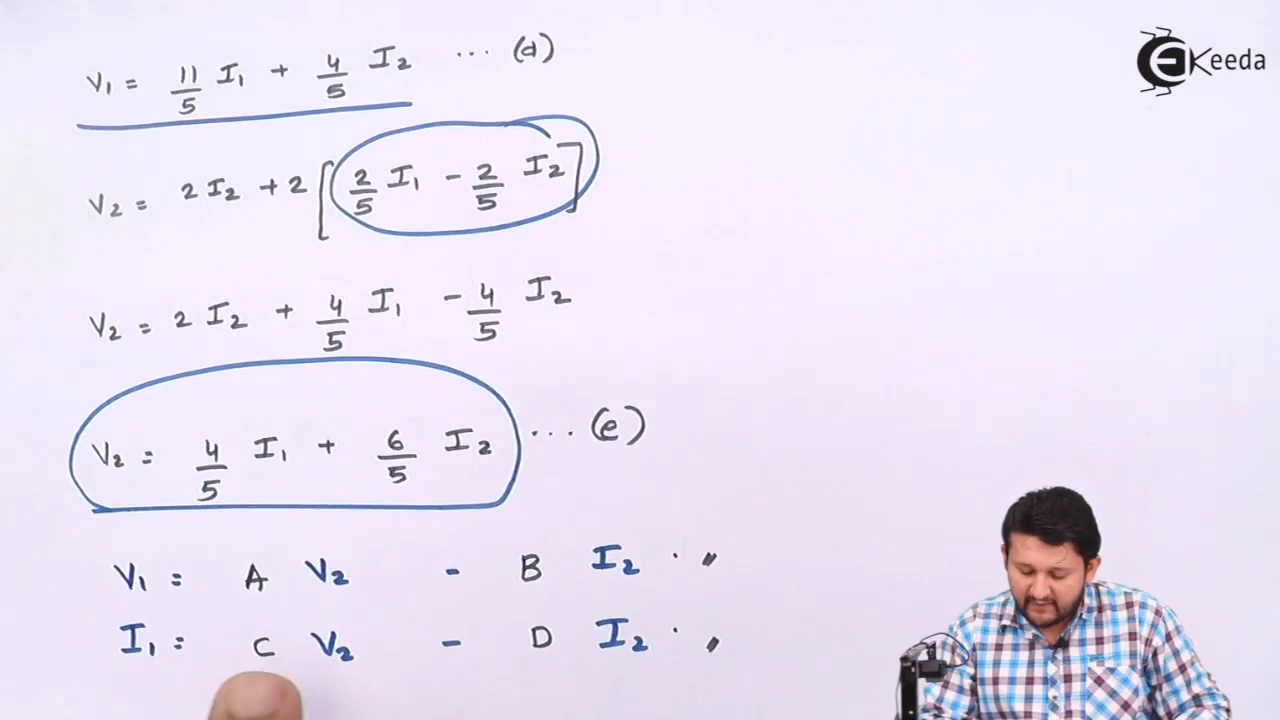 V₁ = 11/5 I₁ + 4/5 I₂ ... (d)
V₂ = 2 I₂ + 2 [ 2/5 I₁ - 2/5 I₂ ]
V₂ = 2 I₂ + 4/5 I₁ - 4/5 I₂
V₂ = 4/5 I₁ + 6/5 I₂ ... (e)
V₁ = A V₂ - B I₂ . „
I₁ = C V₂ - D I₂ . „
EKeeda